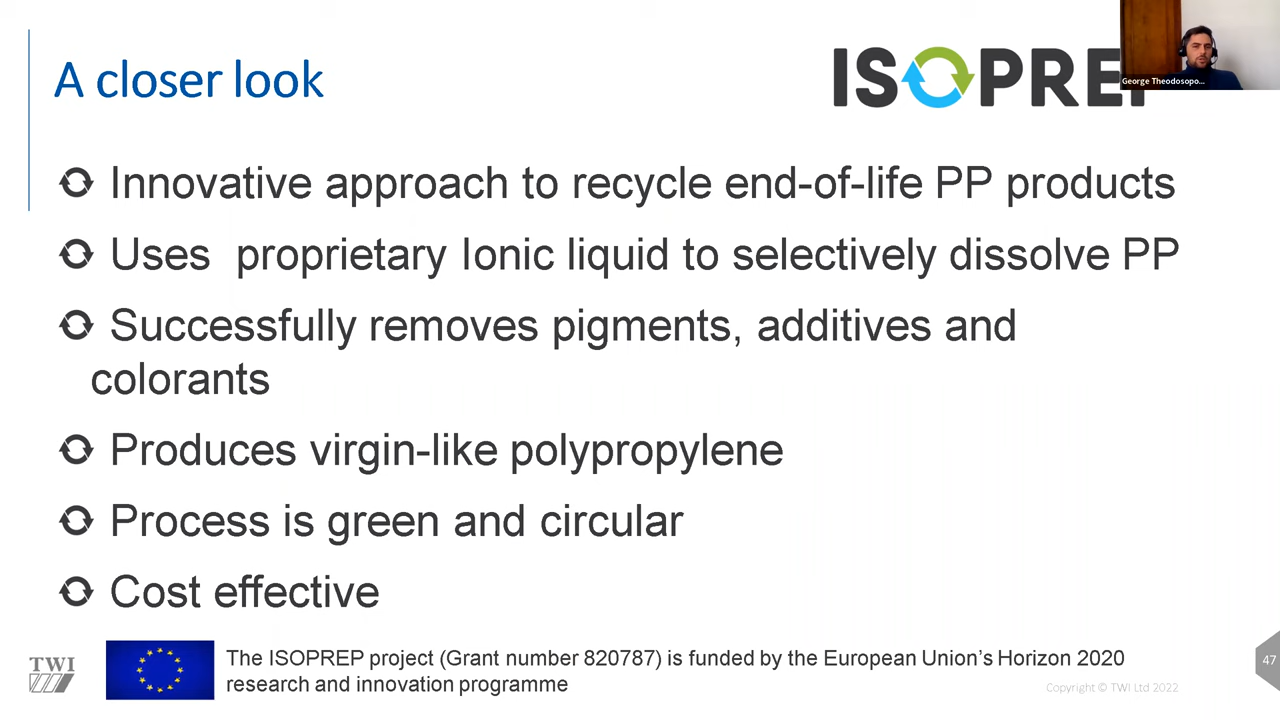 A closer look
ISOPREP
George Theodosopo...
Innovative approach to recycle end-of-life PP products
Uses  proprietary Ionic liquid to selectively dissolve PP
Successfully removes pigments, additives and
colorants
Produces virgin-like polypropylene
Process is green and circular
Cost effective
TWI
The ISOPREP project (Grant number 820787) is funded by the European Union’s Horizon 2020
research and innovation programme
47
Copyright © TWI Ltd 2022